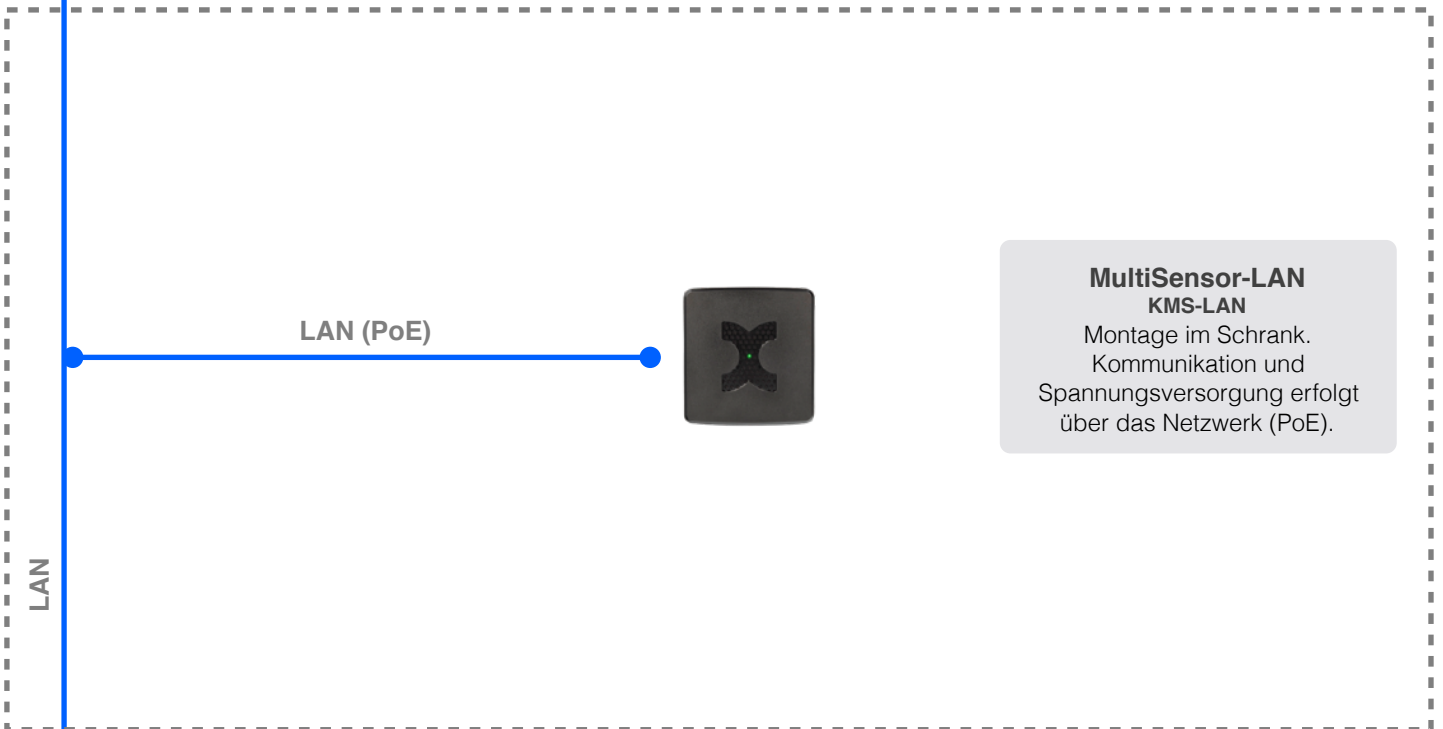 LAN (PoE)
LAN
MultiSensor-LAN
KMS-LAN
Montage im Schrank.
Kommunikation und
Spannungsversorgung erfolgt
über das Netzwerk (PoE).